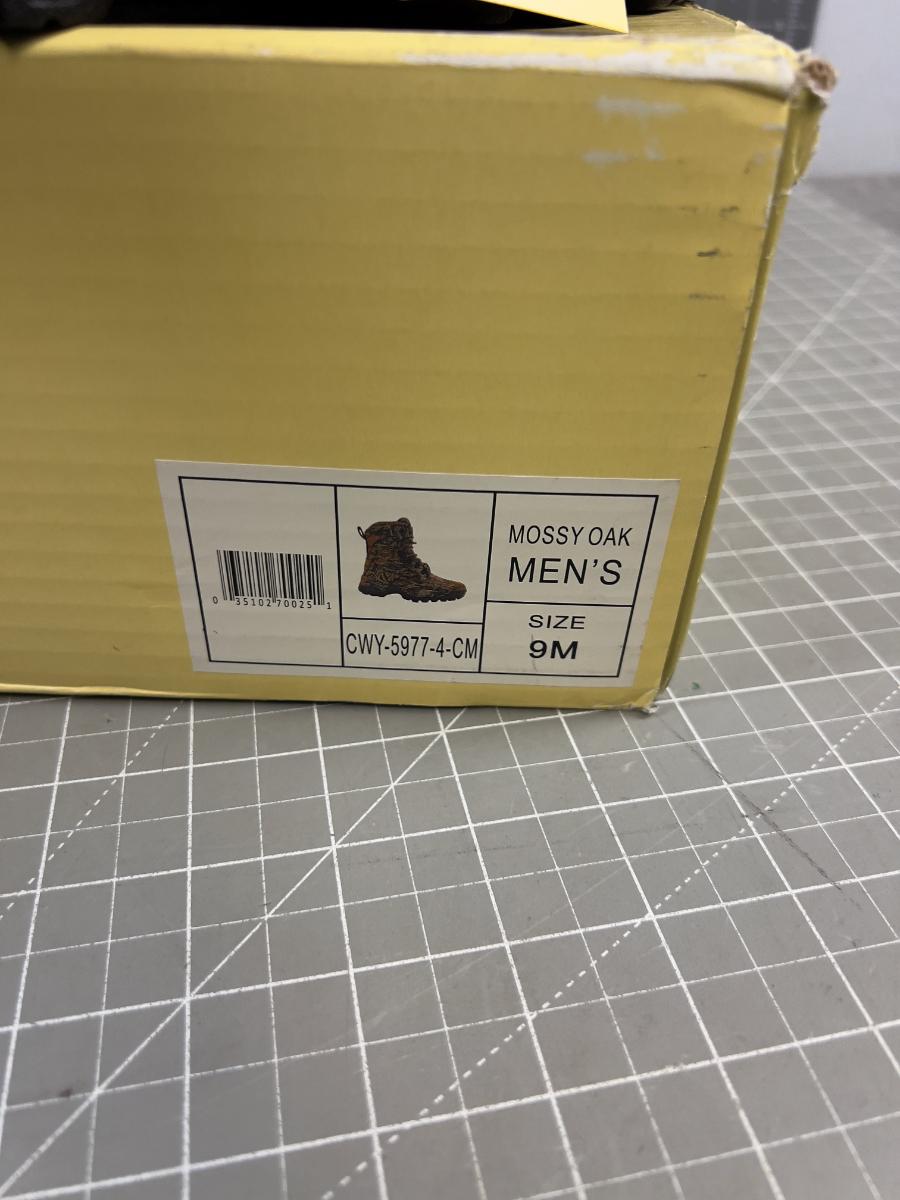 0 35102 70025 1
CWY-5977-4-CM
MOSSY OAK
MEN'S
SIZE
9M